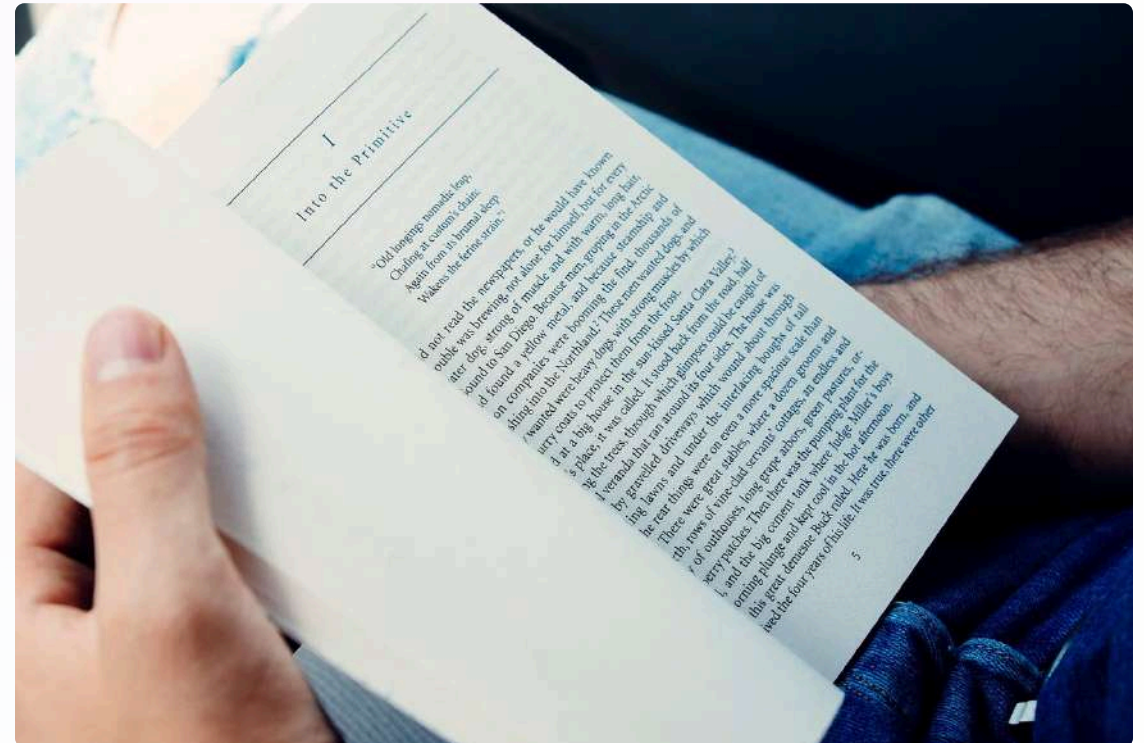 I
Into the Primitive
"Old longings nomadic leap,
Chafing at custom's chain;
Again from its brumal sleep
Wakens the ferine strain."¹
d not read the newspapers, or he would have known
ouble was brewing, not alone for himself, but for every
ater dog, strong of muscle and with warm, long hair,
ound to San Diego. Because men, groping in the Arctic
d found a yellow metal, and because steamship and
on companies were booming the find, thousands of
shing into the Northland.² These men wanted dogs, and
wanted were heavy dogs, with strong muscles by which
urry coats to protect them from the frost.
d at a big house in the sun-kissed Santa Clara Valley.³
's place, it was called. It stood back from the road, half
ng the trees, through which glimpses could be caught of
l veranda that ran around its four sides. The house was
by gravelled driveways which wound about through
ing lawns and under the interlacing boughs of tall
he rear things were on even a more spacious scale than
There were great stables, where a dozen grooms and
rth, rows of vine-clad servants' cottages, an endless and
y of outhouses, long grape arbors, green pastures, or-
berry patches. Then there was the pumping plant for the
l, and the big cement tank where Judge Miller's boys
orning plunge and kept cool in the hot afternoon.
this great demesne Buck ruled. Here he was born, and
ived the four years of his life. It was true, there were other
5